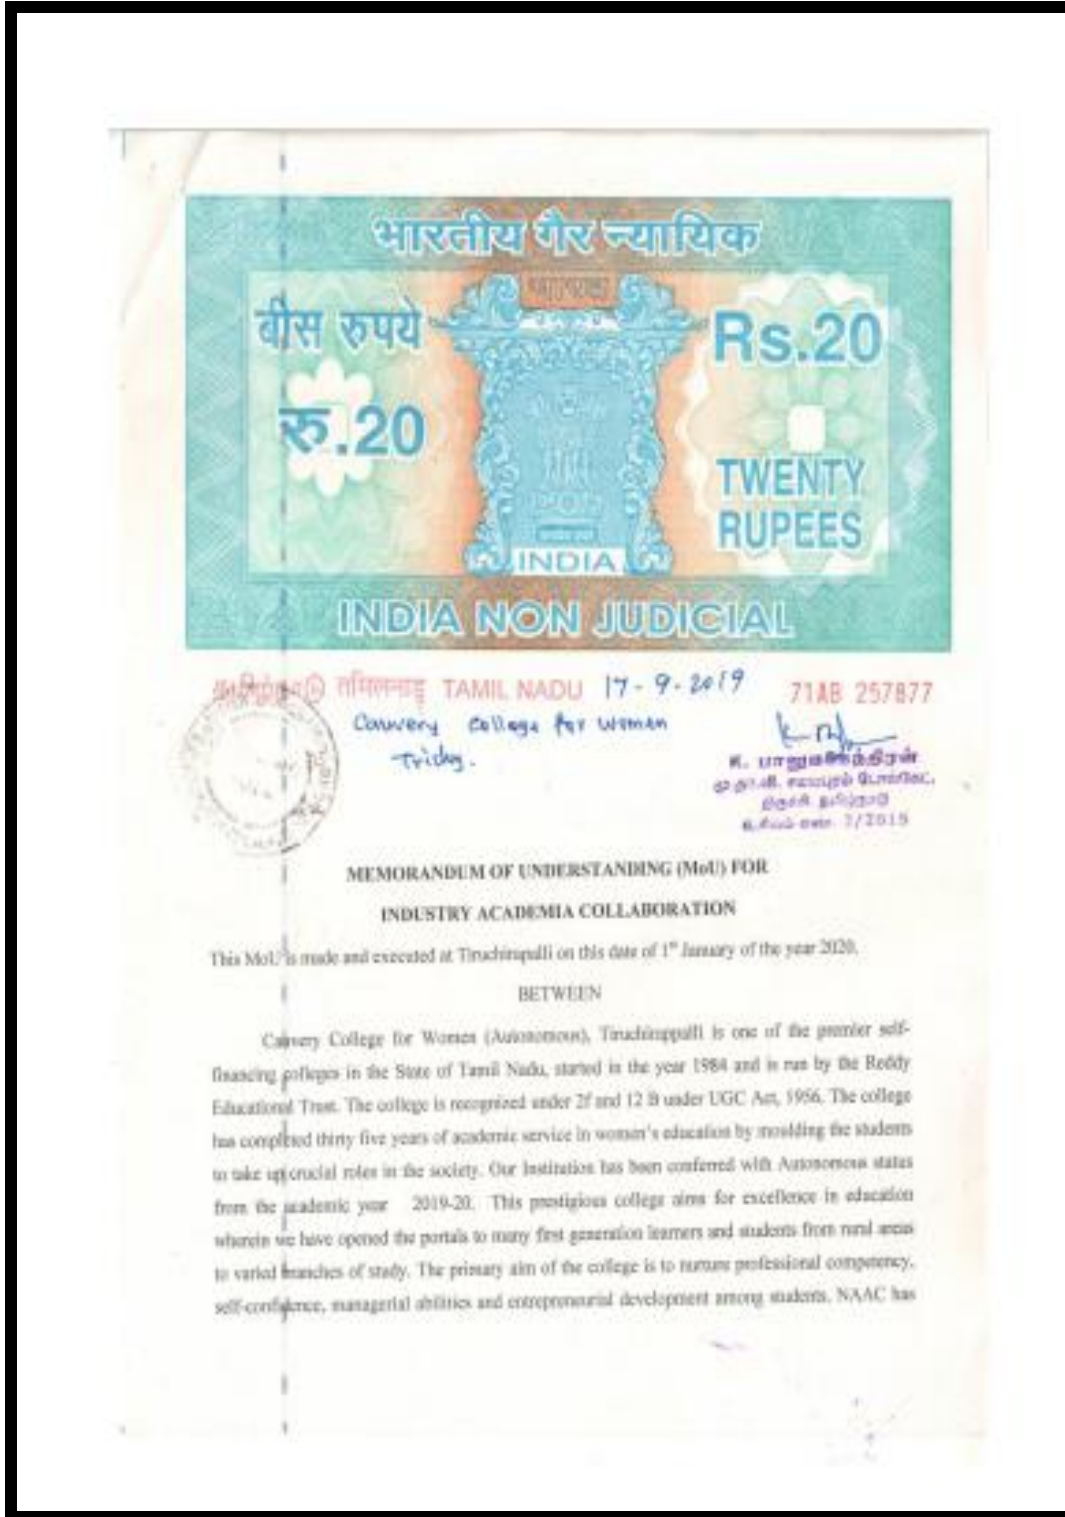 भारतीय गैर न्यायिक
बीस रुपये
रु.20
Rs.20
TWENTY
RUPEES
INDIA
INDIA NON JUDICIAL
தமிழ்நாடு तमिलनाडु TAMIL NADU 17-9-2019 71AB 257877
Cauvery College for Women
Trichy.
MEMORANDUM OF UNDERSTANDING (MoU) FOR
INDUSTRY ACADEMIA COLLABORATION
This MoU is made and executed at Tiruchirapalli on this date of 1st January of the year 2020.
BETWEEN
Cauvery College for Women (Autonomous), Tiruchirappalli is one of the premier self-
financing colleges in the State of Tamil Nadu, started in the year 1984 and is run by the Reddy
Educational Trust. The college is recognized under 2f and 12 B under UGC Act, 1956. The college
has completed thirty five years of academic service in women's education by moulding the students
to take up crucial roles in the society. Our Institution has been conferred with Autonomous status
from the academic year 2019-20. This prestigious college aims for excellence in education
wherein we have opened the portals to many first generation learners and students from rural areas
to varied branches of study. The primary aim of the college is to nurture professional competency,
self-confidence, managerial abilities and entrepreneurial development among students. NAAC has